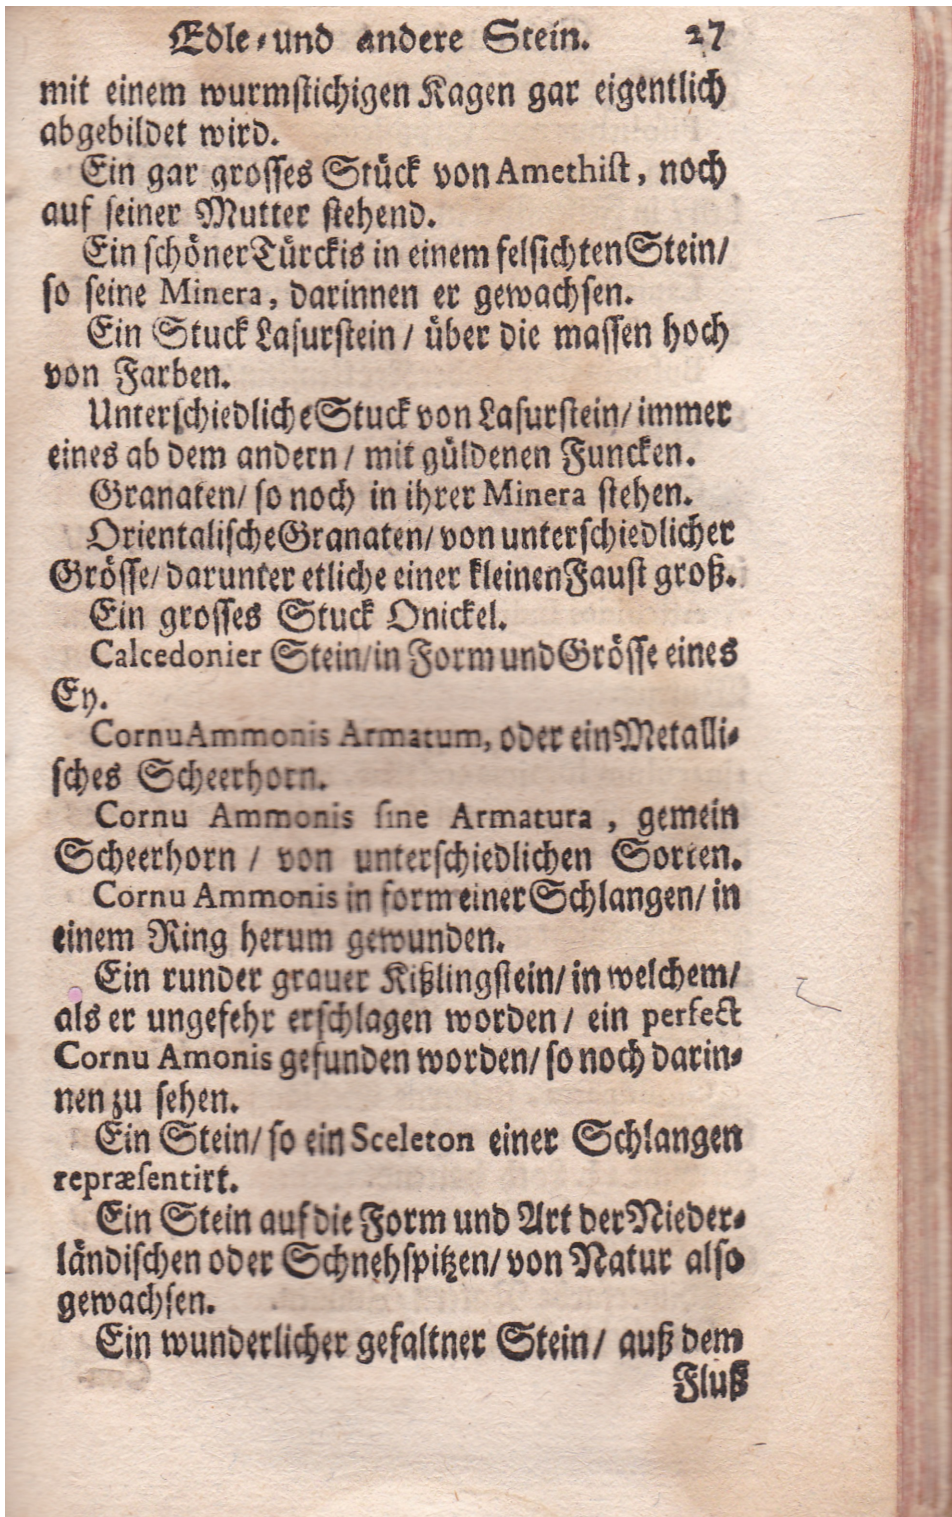 Edle- und andere Stein. 27
mit einem wurmstichigen Kagen gar eigentlich
abgebildet wird.
Ein gar grosses Stück von Amethist, noch
auf seiner Mutter stehend.
Ein schöner Türckis in einem felsichten Stein/
so seine Minera, darinnen er gewachsen.
Ein Stuck Lasurstein / über die massen hoch
von Farben.
Unterschiedliche Stuck von Lasurstein/ immer
eines ab dem andern / mit güldenen Funcken.
Granaten/ so noch in ihrer Minera stehen.
Orientalische Granaten/ von unterschiedlicher
Grösse/ darunter etliche einer kleinen Faust groß.
Ein grosses Stuck Onickel.
Calcedonier Stein/in Form und Grösse eines
Ey.
Cornu Ammonis Armatum, oder ein Metalli-
sches Scheerhorn.
Cornu Ammonis sine Armatura , gemein
Scheerhorn / von unterschiedlichen Sorten.
Cornu Ammonis in form einer Schlangen/ in
einem Ring herum gewunden.
Ein runder grauer Kißlingstein/ in welchem/
als er ungefehr erschlagen worden / ein perfect
Cornu Amonis gefunden worden/ so noch darin-
nen zu sehen.
Ein Stein/ so ein Sceleton einer Schlangen
repræsentirt.
Ein Stein auf die Form und Art der Nieder-
ländischen oder Schnehspitzen/ von Natur also
gewachsen.
Ein wunderlicher gefaltner Stein / auß dem
Fluß